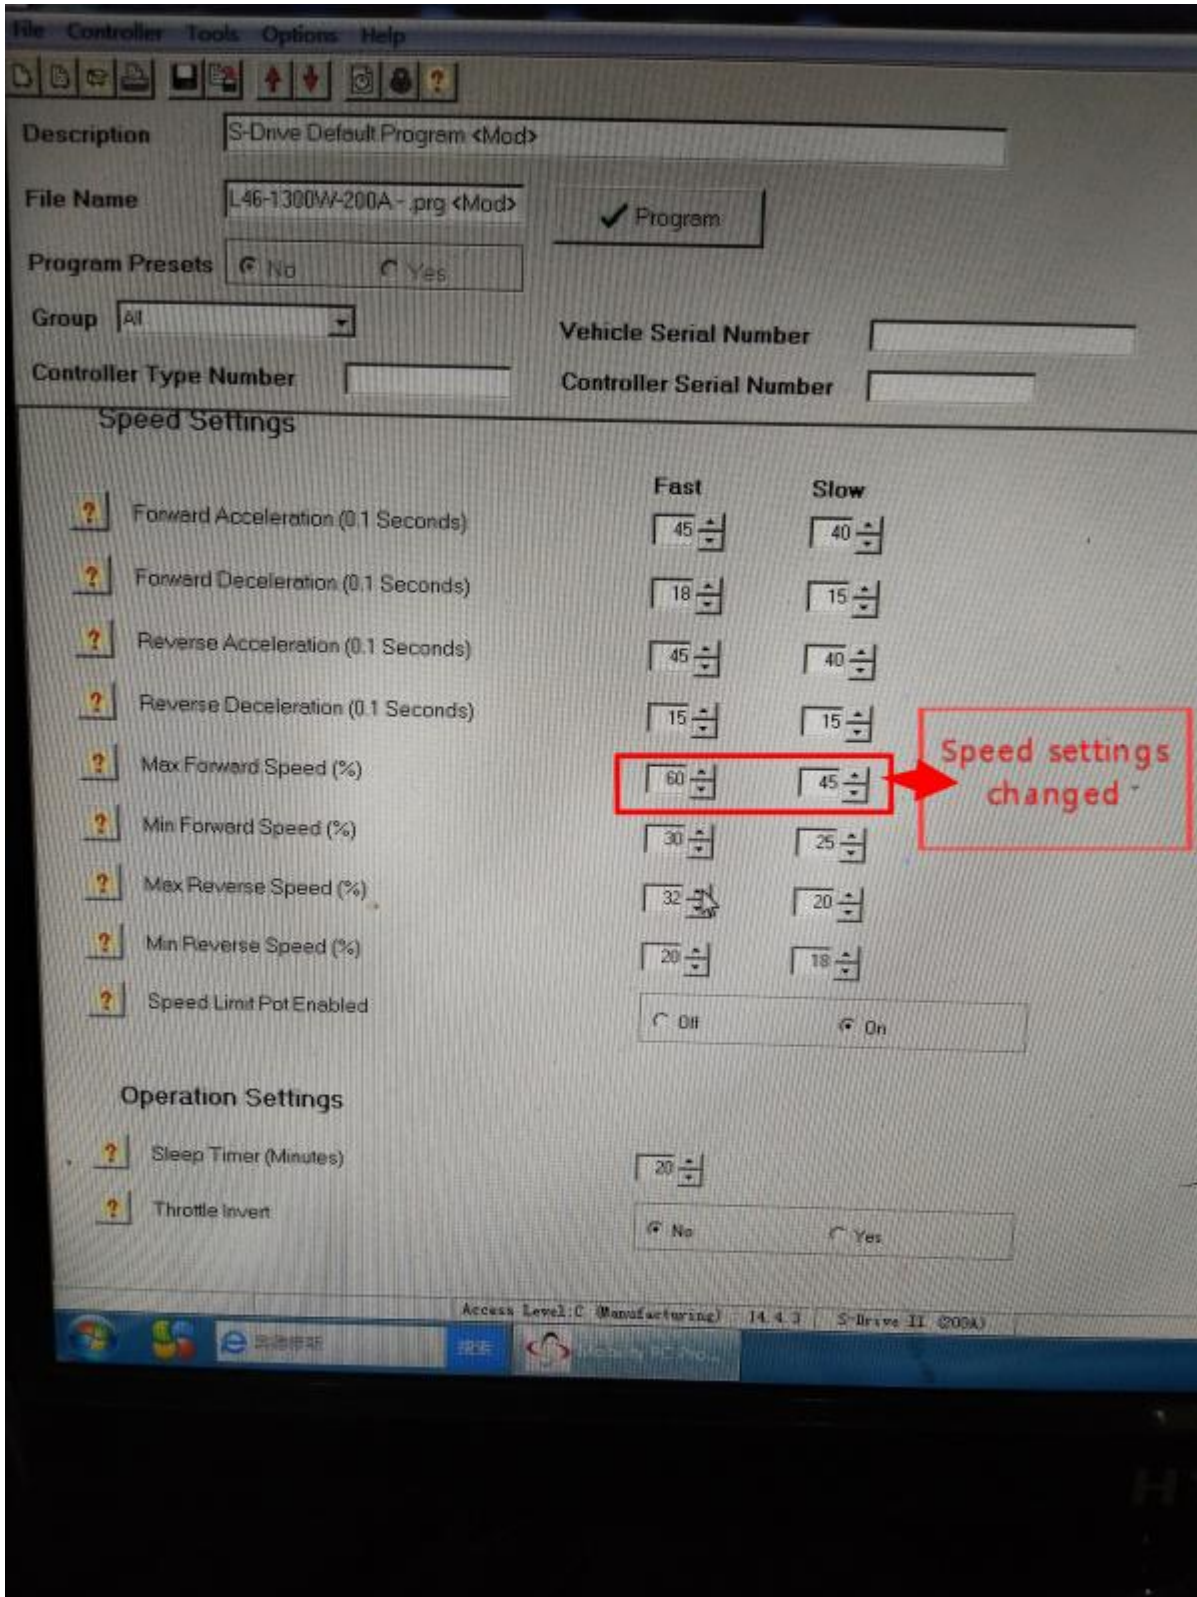 File Controller Tools Options Help
Description S-Drive Default Program <Mod>
File Name L46-1300W-200A - .prg <Mod> Program
Program Presets No Yes
Group All
Vehicle Serial Number
Controller Type Number
Controller Serial Number
Speed Settings
Fast Slow
Forward Acceleration (0.1 Seconds) 45 40
Forward Deceleration (0.1 Seconds) 18 15
Reverse Acceleration (0.1 Seconds) 45 40
Reverse Deceleration (0.1 Seconds) 15 15
Speed settings
changed
Max Forward Speed (%) 60 45
Min Forward Speed (%) 30 25
Max Reverse Speed (%) 32 20
Min Reverse Speed (%) 20 18
Speed Limit Pot Enabled Off On
Operation Settings
Sleep Timer (Minutes) 20
Throttle Invert No Yes
Access Level:C (Manufacturing) 14.4.3 S-Drive II (200A)
搜索
H